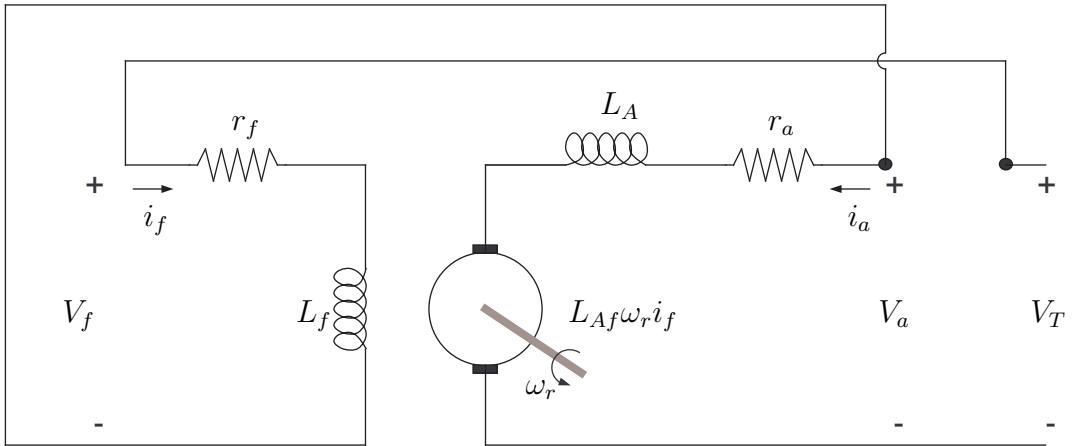 L_A
r_f
r_a
+
+
+
i_f
i_a
V_f
L_f
L_{Af}ω_r i_f
V_a
V_T
ω_r
-
-
-